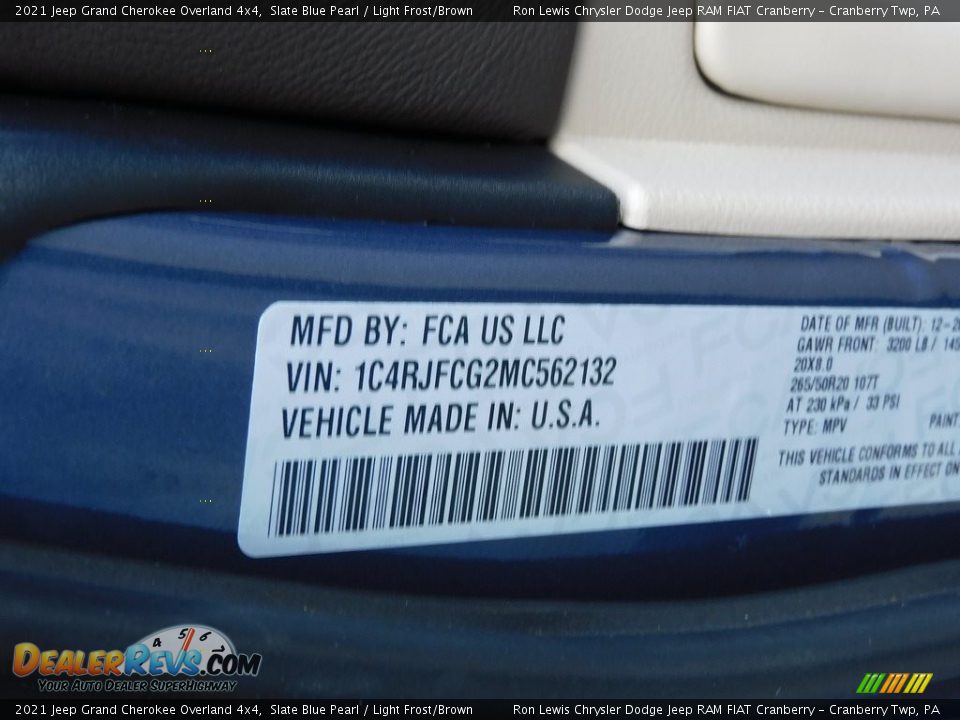 2021 Jeep Grand Cherokee Overland 4x4, Slate Blue Pearl / Light Frost/Brown Ron Lewis Chrysler Dodge Jeep RAM FIAT Cranberry - Cranberry Twp, PA
MFD BY: FCA US LLC
VIN: 1C4RJFCG2MC562132
VEHICLE MADE IN: U.S.A.
DATE OF MFR (BUILT): 12-20
GAWR FRONT: 3200 LB / 145
20X8.0
265/50R20 107T
AT 230 kPa / 33 PSI
TYPE: MPV PAINT:
THIS VEHICLE CONFORMS TO ALL
STANDARDS IN EFFECT ON
4 5 6
DEALERREVS.COM
YOUR AUTO DEALER SUPERHIGHWAY
2021 Jeep Grand Cherokee Overland 4x4, Slate Blue Pearl / Light Frost/Brown Ron Lewis Chrysler Dodge Jeep RAM FIAT Cranberry - Cranberry Twp, PA